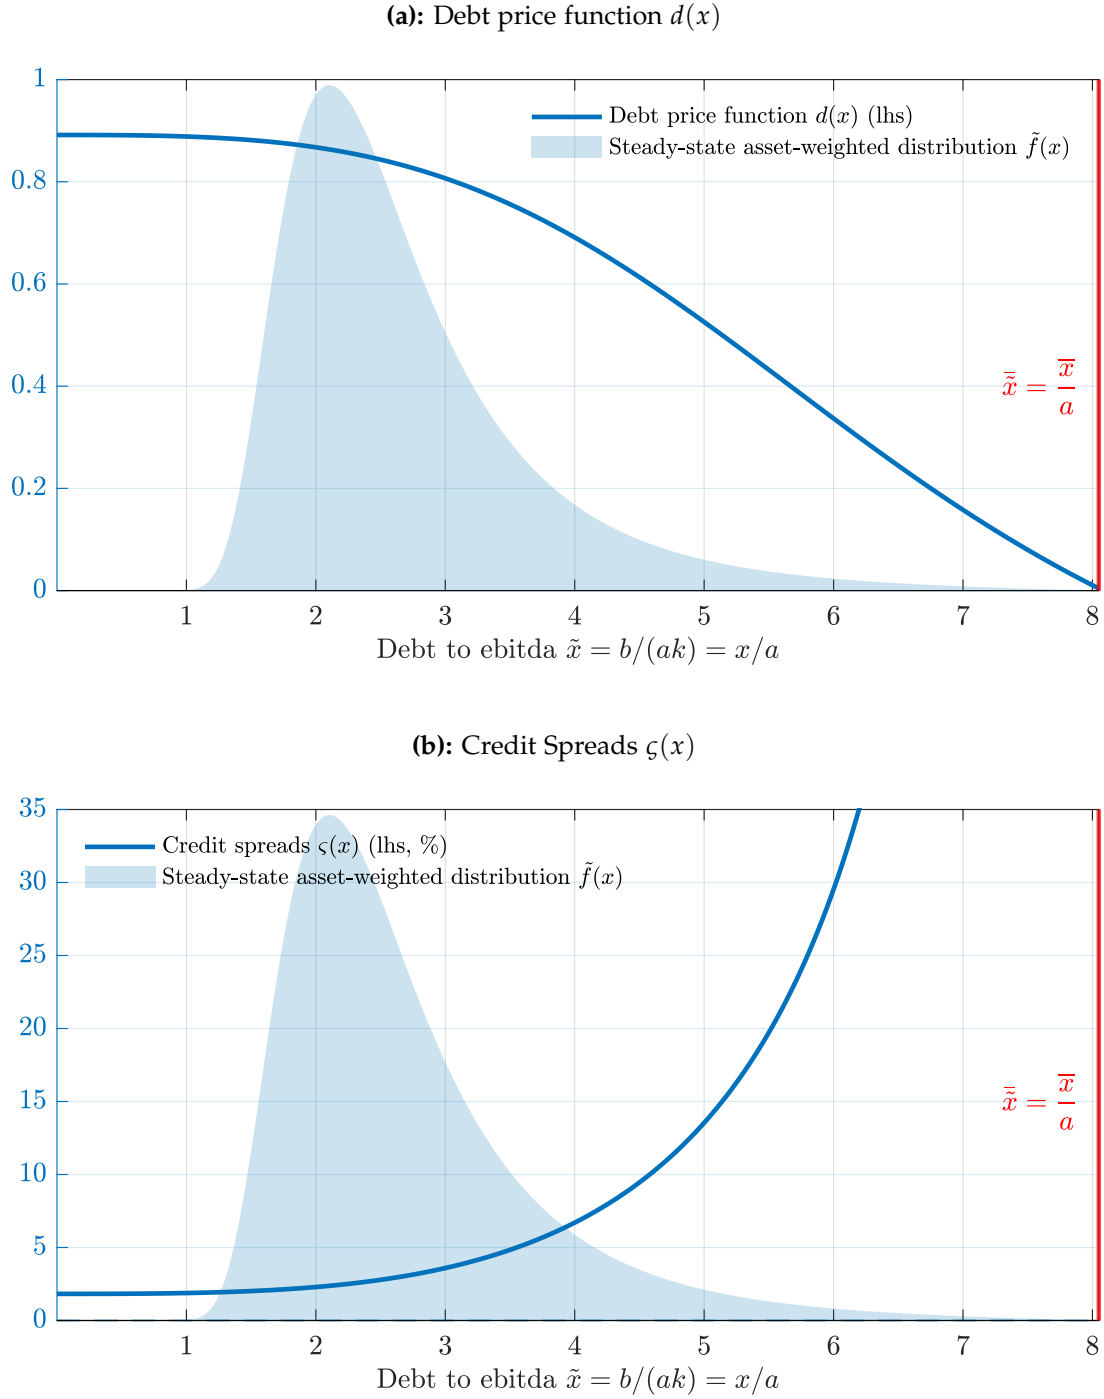 (a): Debt price function d(x)
1
0.8
0.6
0.4
0.2
0
Debt price function d(x) (lhs)
Steady-state asset-weighted distribution f̃(x)
x̃̄ = x̄/a
1 2 3 4 5 6 7 8
Debt to ebitda x̃ = b/(ak) = x/a
(b): Credit Spreads ς(x)
35
30
25
20
15
10
5
0
Credit spreads ς(x) (lhs, %)
Steady-state asset-weighted distribution f̃(x)
x̃̄ = x̄/a
1 2 3 4 5 6 7 8
Debt to ebitda x̃ = b/(ak) = x/a